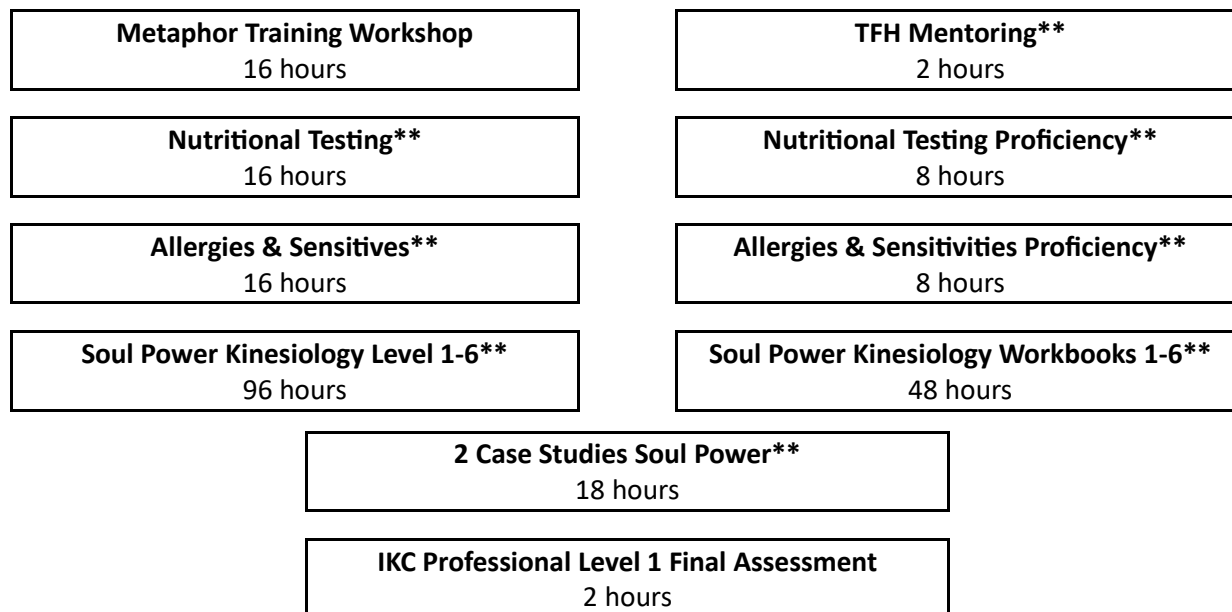 Metaphor Training Workshop
16 hours
TFH Mentoring**
2 hours
Nutritional Testing**
16 hours
Nutritional Testing Proficiency**
8 hours
Allergies & Sensitives**
16 hours
Allergies & Sensitivities Proficiency**
8 hours
Soul Power Kinesiology Level 1-6**
96 hours
Soul Power Kinesiology Workbooks 1-6**
48 hours
2 Case Studies Soul Power**
18 hours
IKC Professional Level 1 Final Assessment
2 hours